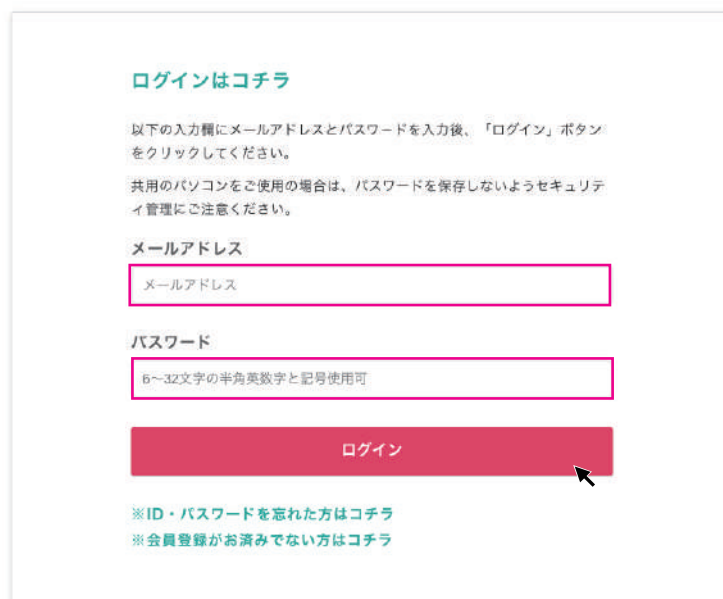 ログインはコチラ
以下の入力欄にメールアドレスとパスワードを入力後、「ログイン」ボタン
をクリックしてください。
共用のパソコンをご使用の場合は、パスワードを保存しないようセキュリテ
ィ管理にご注意ください。
メールアドレス
メールアドレス
パスワード
6〜32文字の半角英数字と記号使用可
ログイン
※ID・パスワードを忘れた方はコチラ
※会員登録がお済みでない方はコチラ